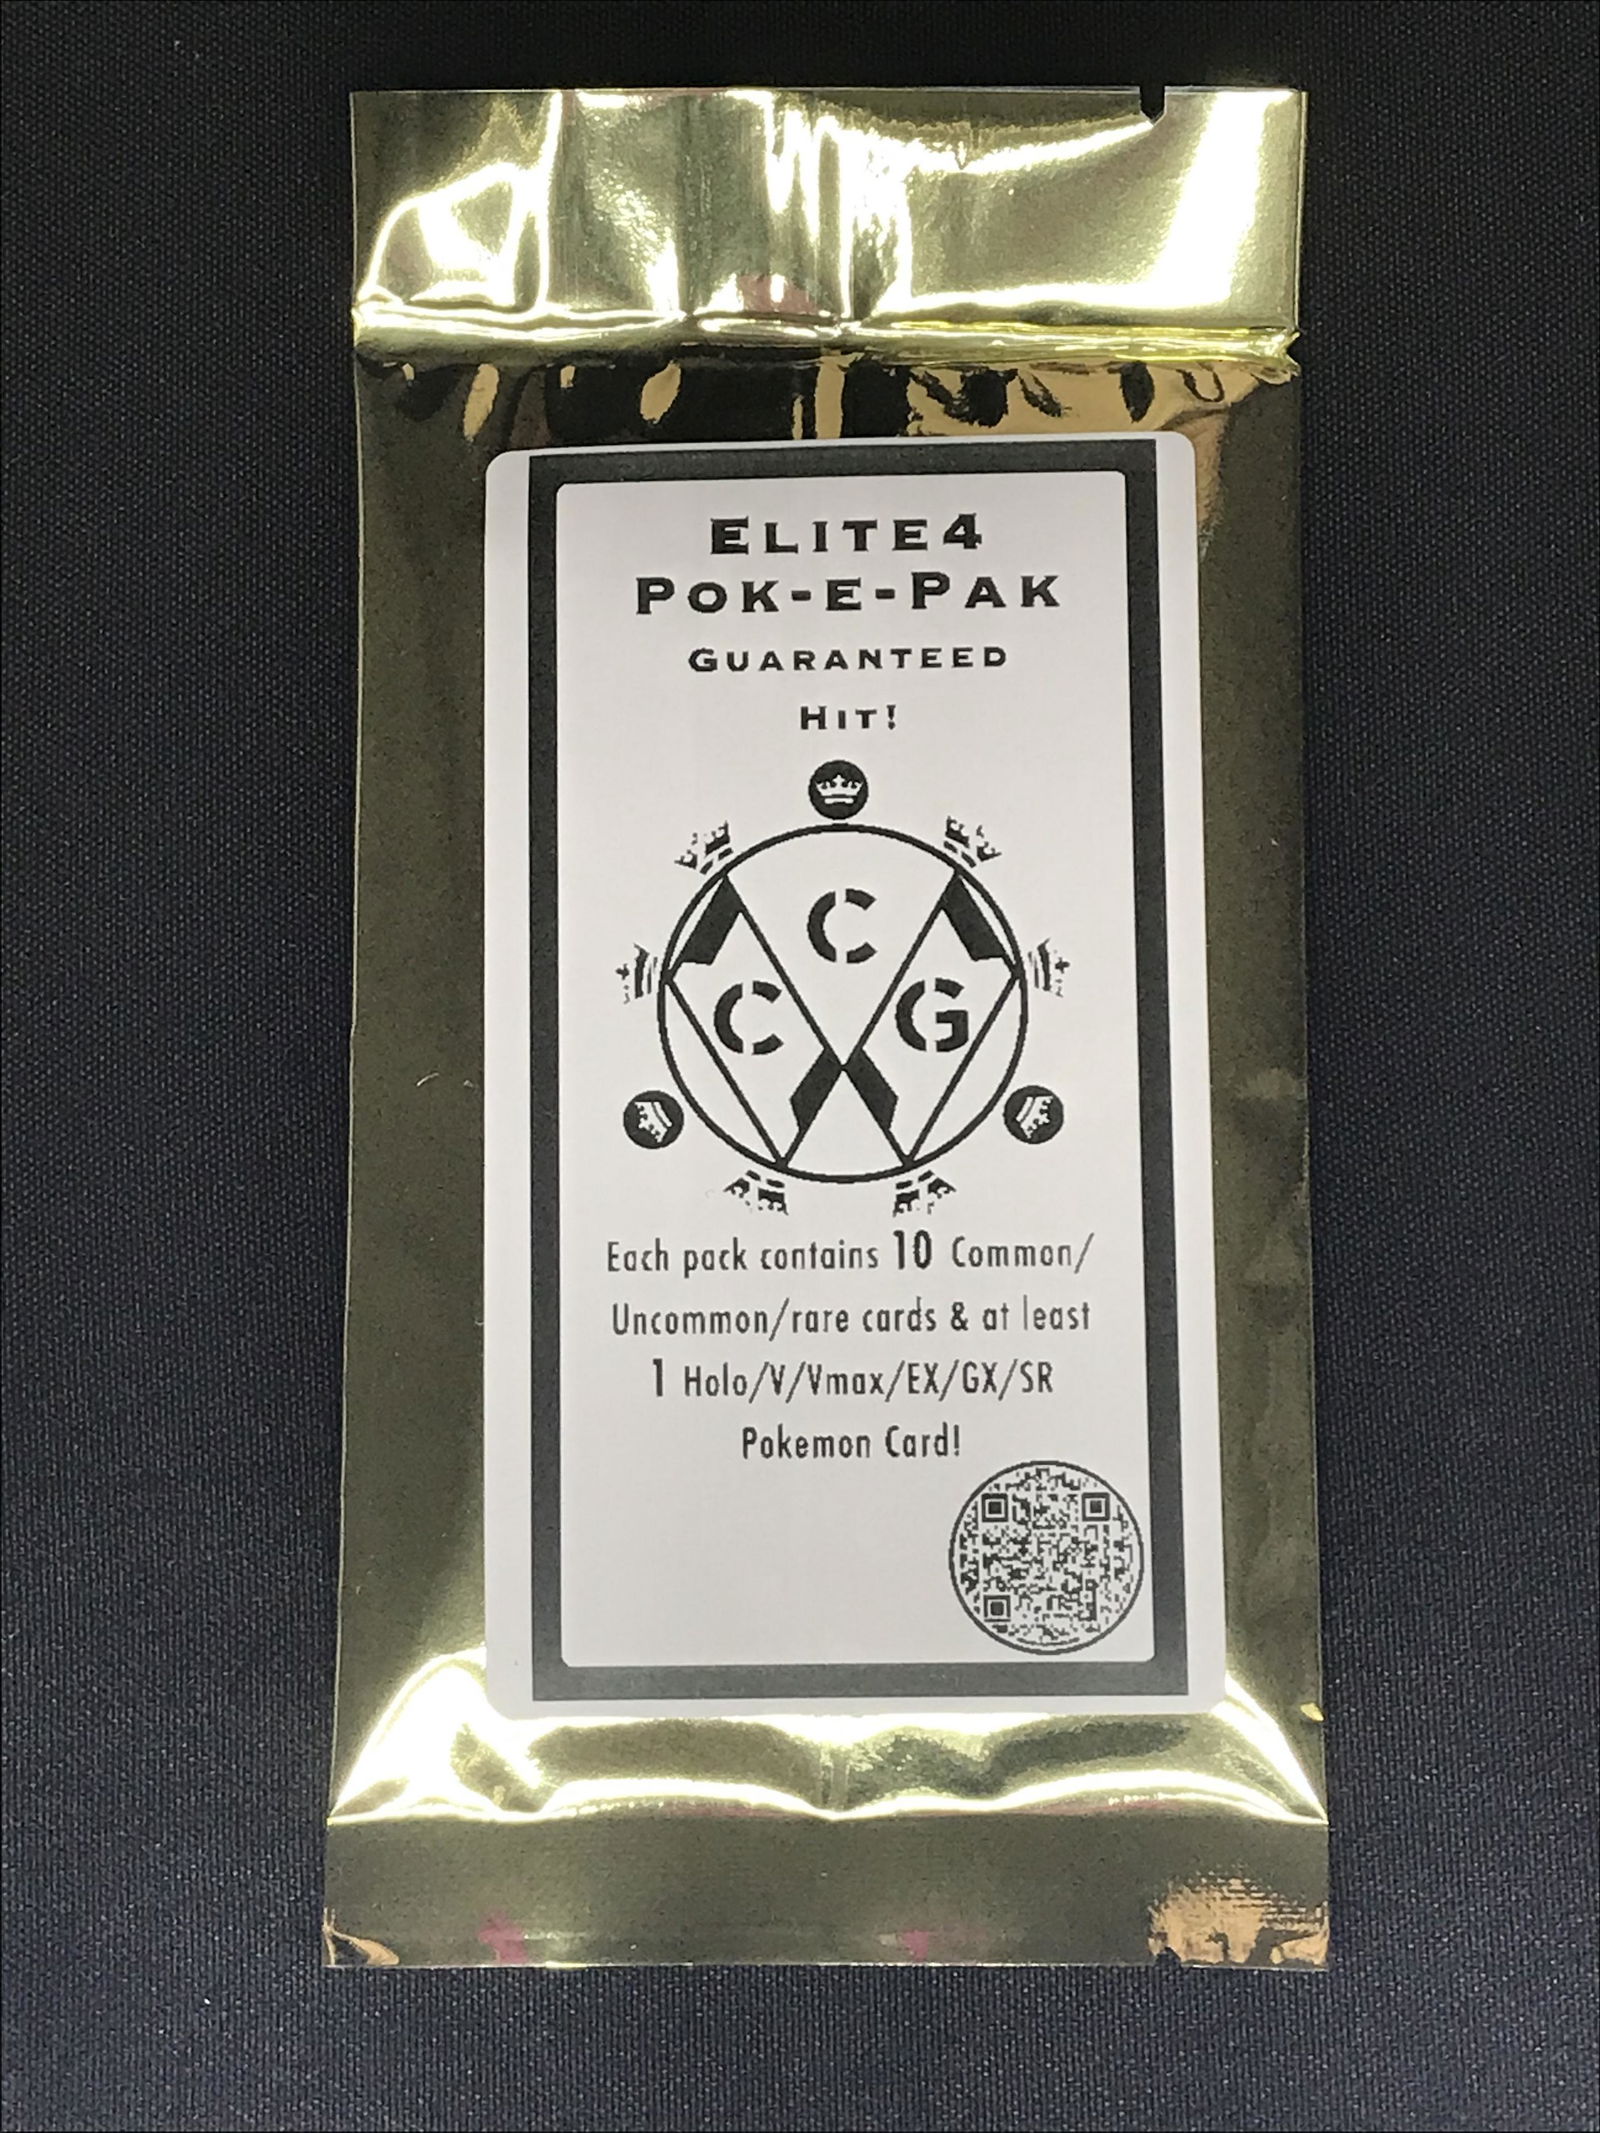 Elite4
Pok-e-Pak
Guaranteed
Hit!
C
C G
Each pack contains 10 Common/
Uncommon/rare cards & at least
1 Holo/V/Vmax/EX/GX/SR
Pokemon Card!